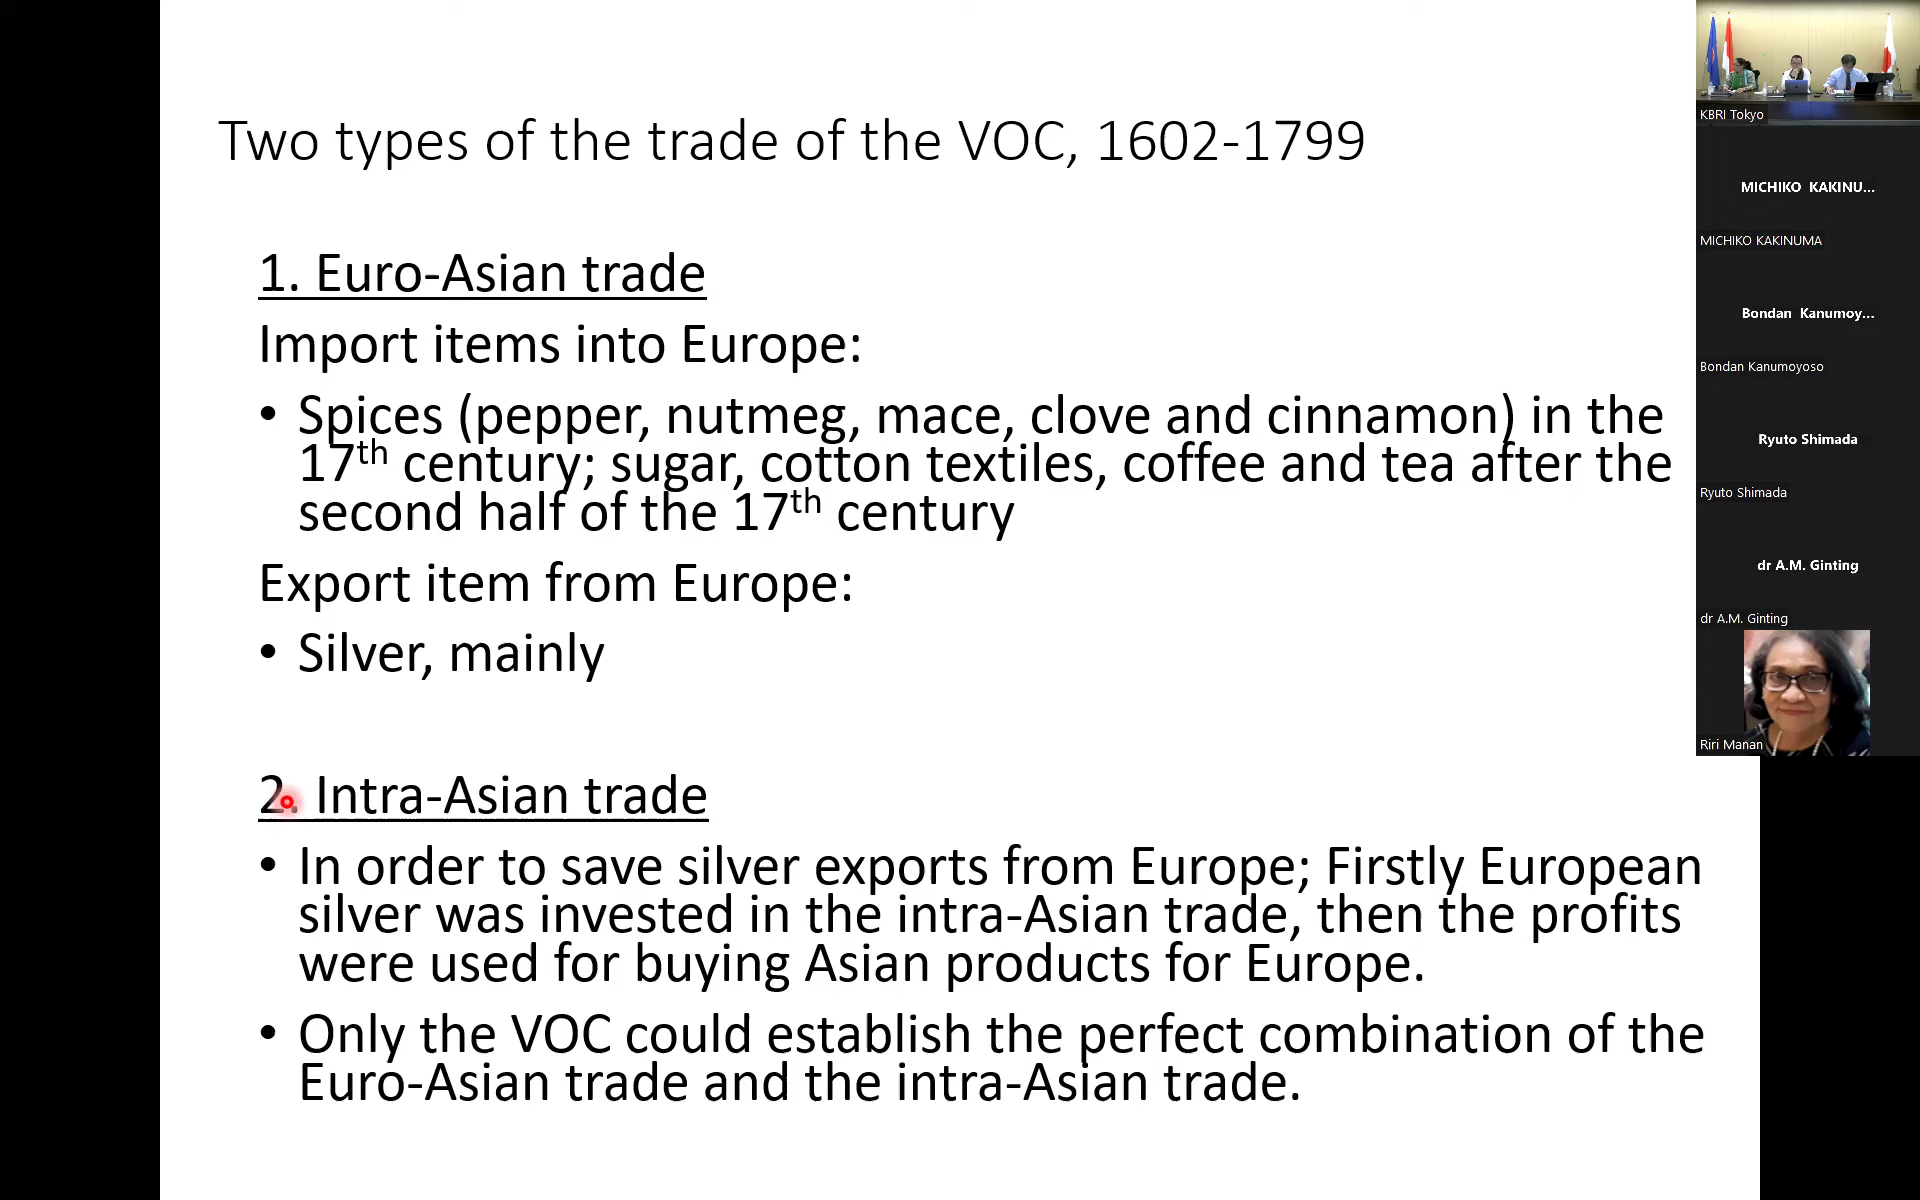 Two types of the trade of the VOC, 1602-1799
1. Euro-Asian trade
Import items into Europe:
• Spices (pepper, nutmeg, mace, clove and cinnamon) in the
17th century; sugar, cotton textiles, coffee and tea after the
second half of the 17th century
Export item from Europe:
• Silver, mainly
2. Intra-Asian trade
• In order to save silver exports from Europe; Firstly European
silver was invested in the intra-Asian trade, then the profits
were used for buying Asian products for Europe.
• Only the VOC could establish the perfect combination of the
Euro-Asian trade and the intra-Asian trade.
KBRI Tokyo
MICHIKO KAKINU...
MICHIKO KAKINUMA
Bondan Kanumoy...
Bondan Kanumoyoso
Ryuto Shimada
Ryuto Shimada
dr A.M. Ginting
dr A.M. Ginting
Riri Manan